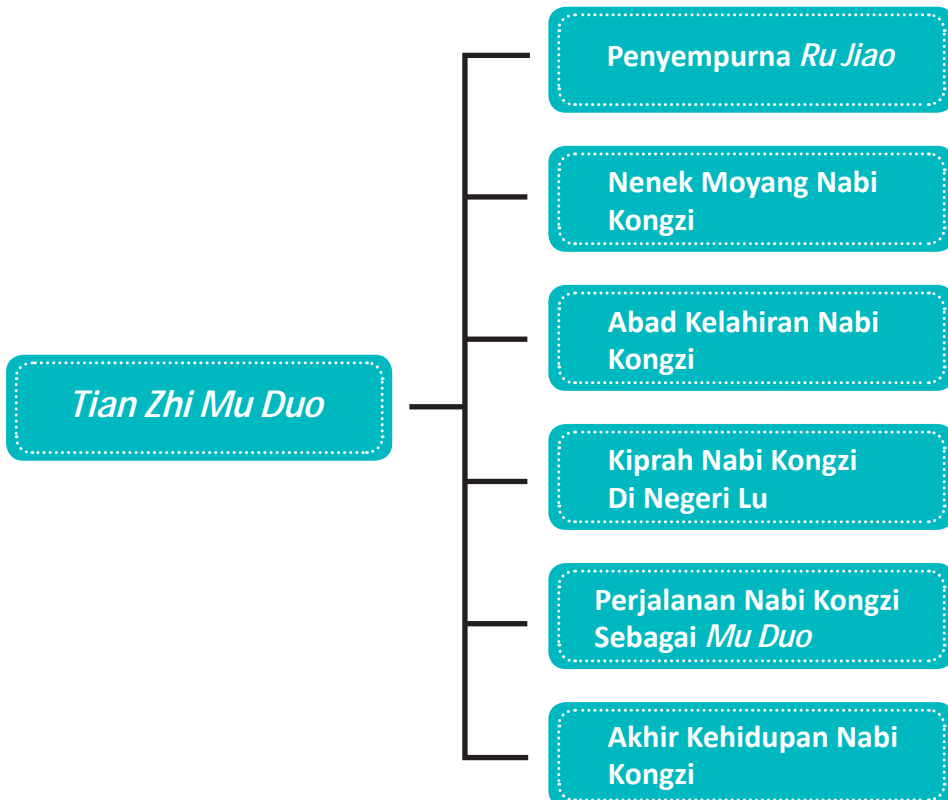 Penyempurna Ru Jiao
Nenek Moyang Nabi
Kongzi
Abad Kelahiran Nabi
Kongzi
Tian Zhi Mu Duo
Kiprah Nabi Kongzi
Di Negeri Lu
Perjalanan Nabi Kongzi
Sebagai Mu Duo
Akhir Kehidupan Nabi
Kongzi